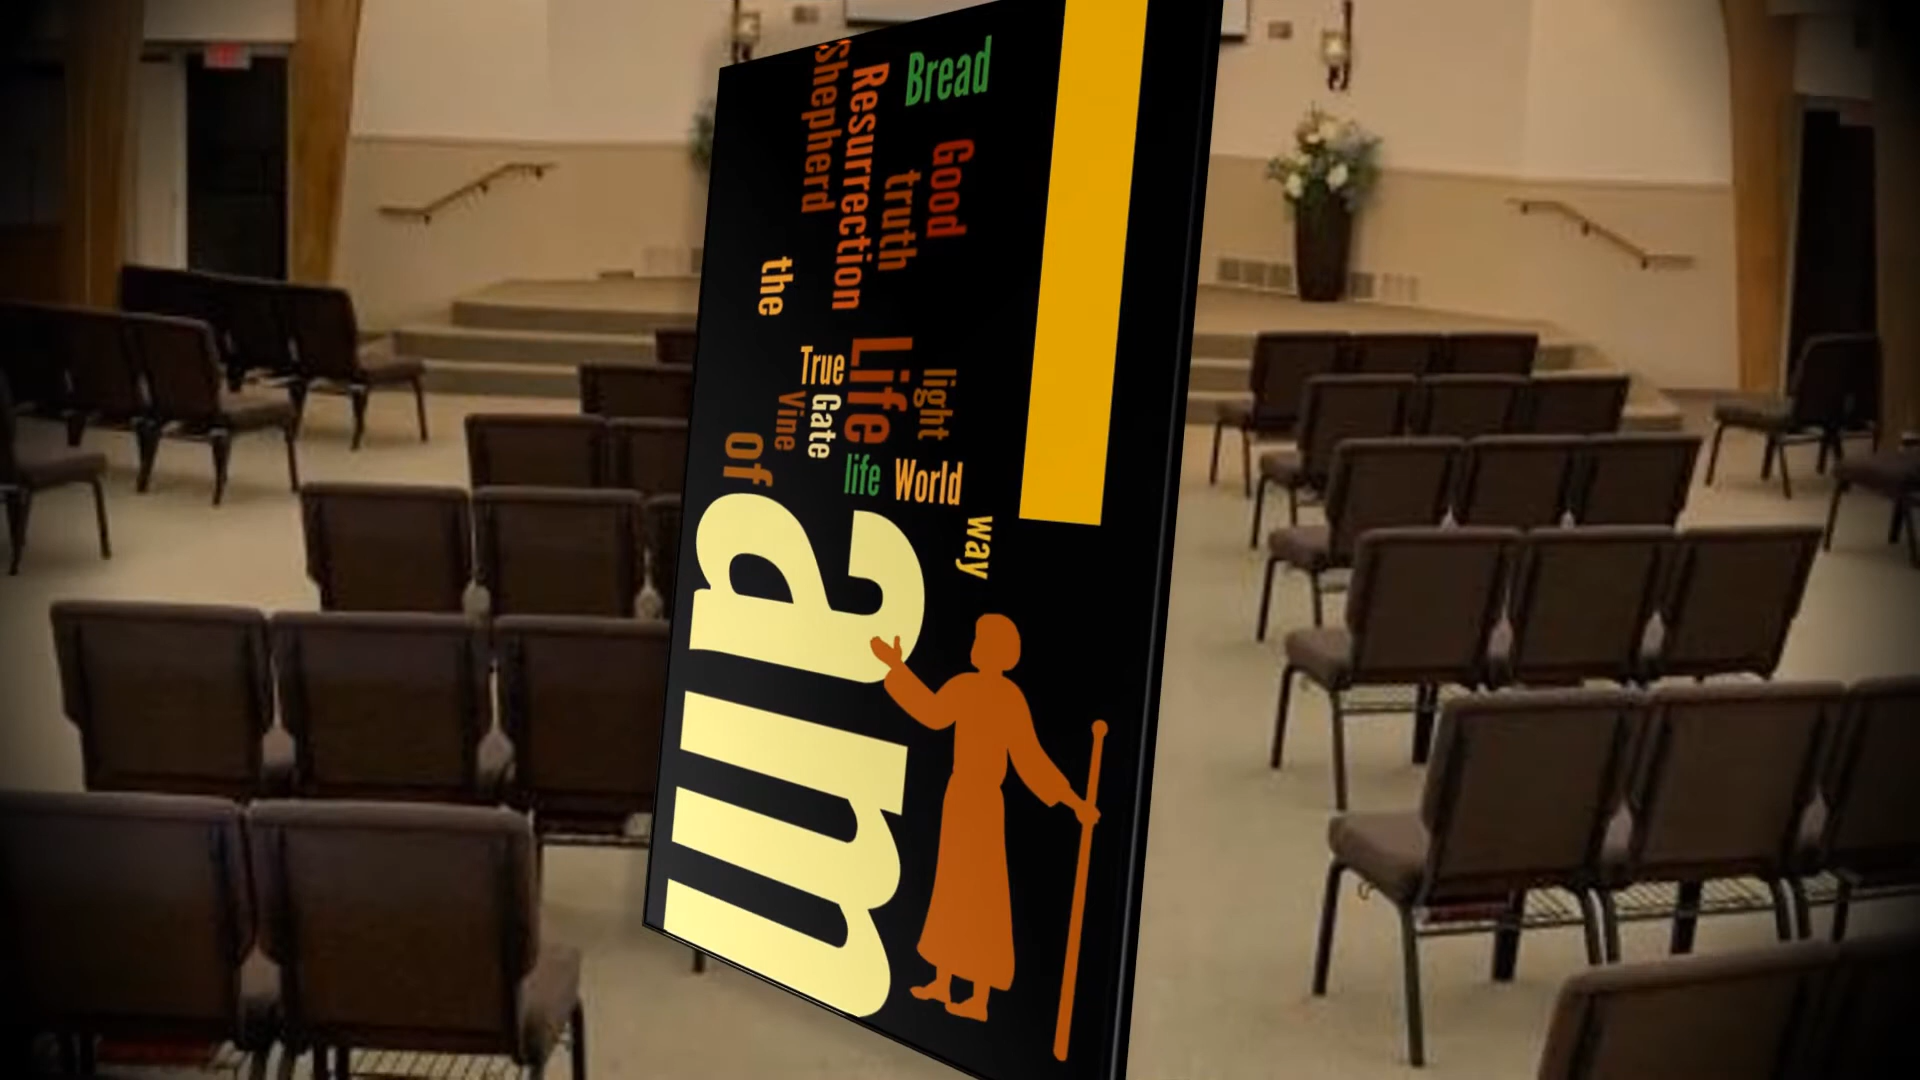 Bread
Shepherd
Resurrection
Good
truth
the
True
Life
light
Vine
Gate
of
life
World
way
am